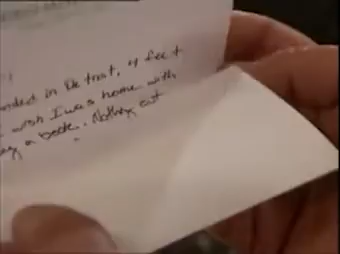 nded in Detroit, 4 feet
wish I was home with
a book. Nothing out